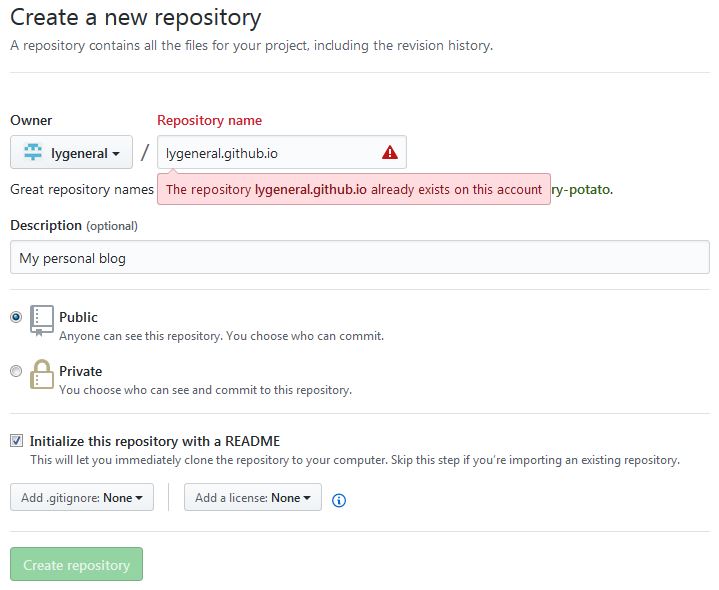 Create a new repository
A repository contains all the files for your project, including the revision history.
Owner
Repository name
lygeneral / lygeneral.github.io
Great repository names
The repository lygeneral.github.io already exists on this account
ry-potato.
Description (optional)
My personal blog
Public
Anyone can see this repository. You choose who can commit.
Private
You choose who can see and commit to this repository.
Initialize this repository with a README
This will let you immediately clone the repository to your computer. Skip this step if you’re importing an existing repository.
Add .gitignore: None
Add a license: None
Create repository